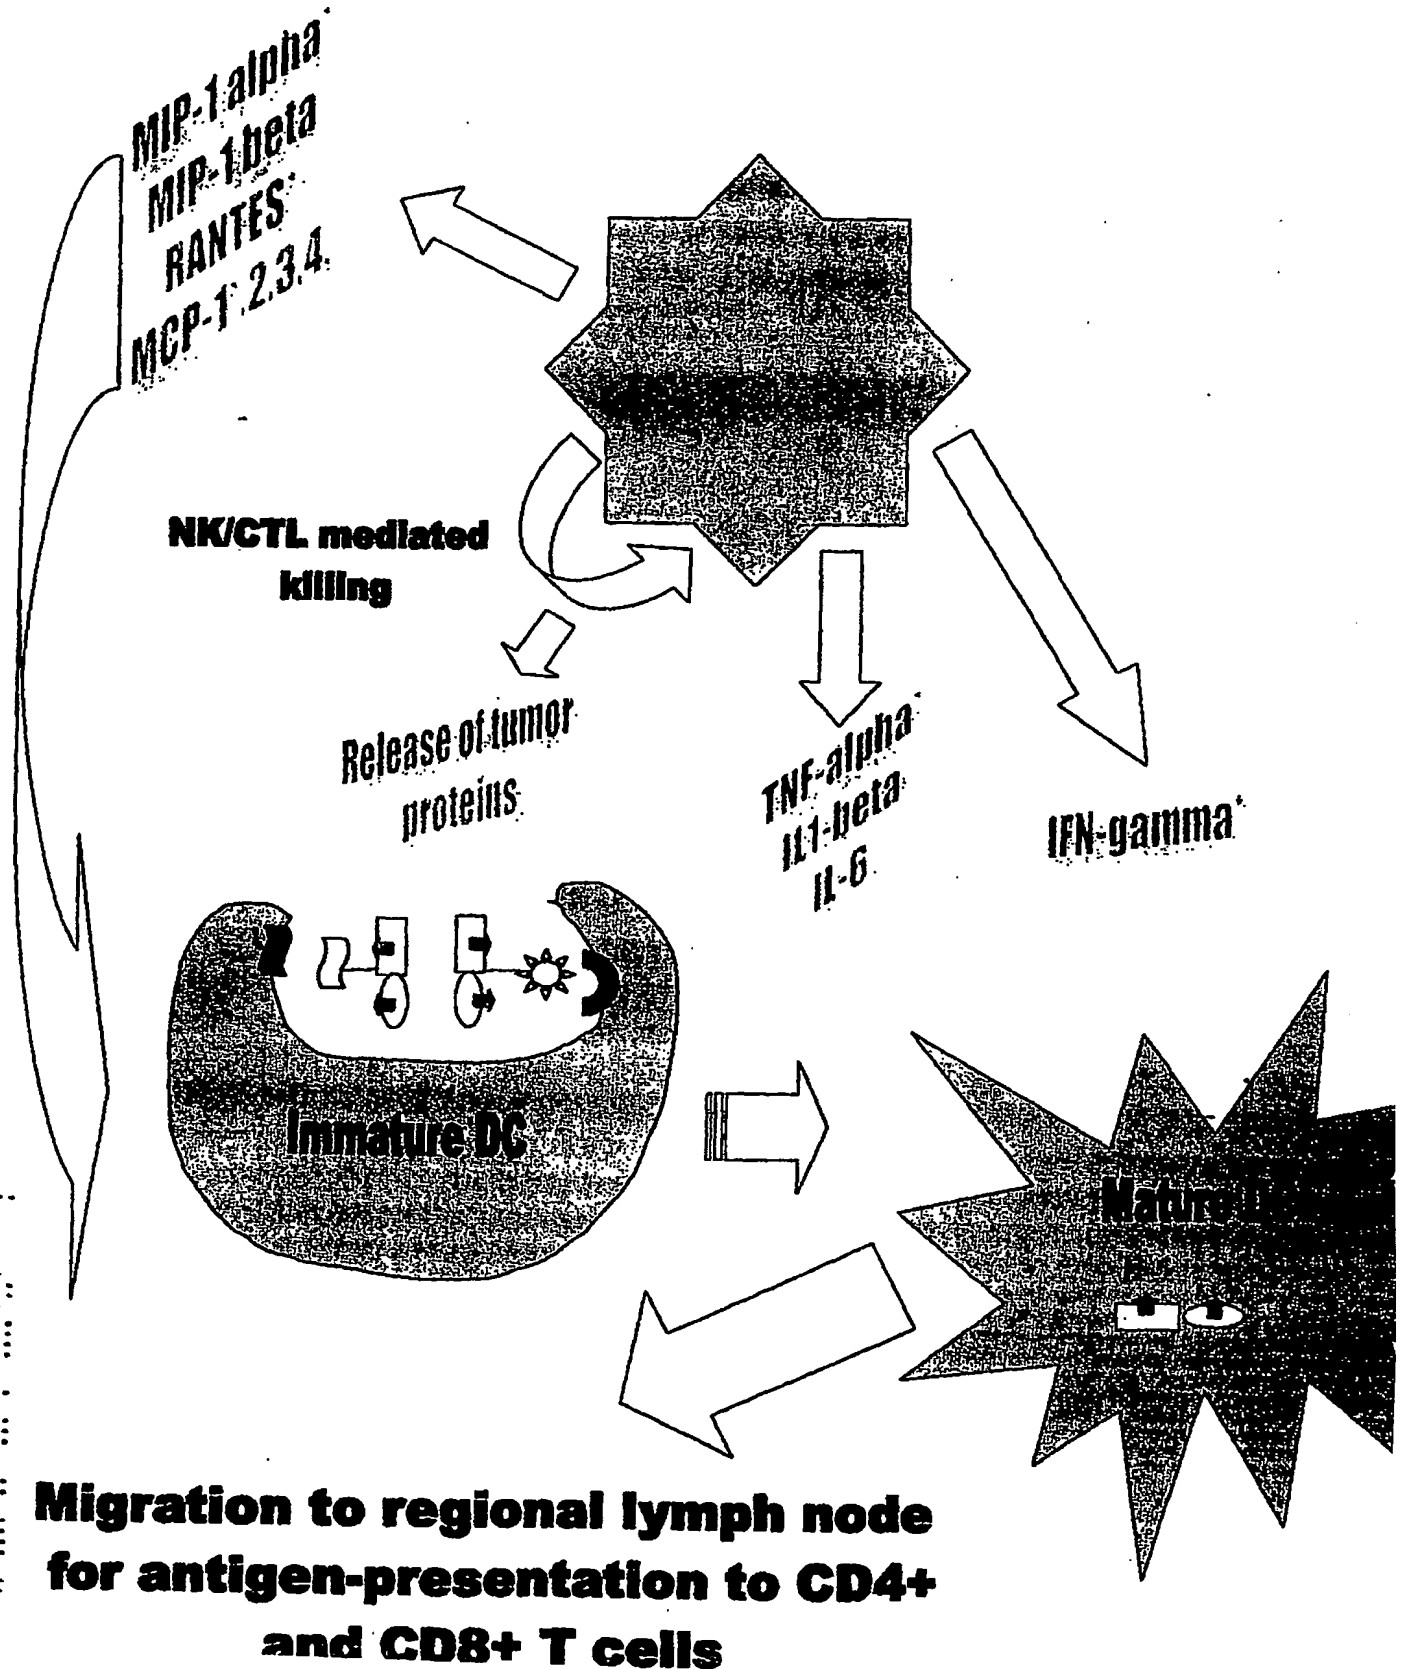 MIP-1 alpha*
MIP-1 beta
RANTES*
MCP-1*,2,3,4
NK/CTL mediated
killing
Release of tumor
proteins
TNF-alpha*
IL1-beta
IL-6
IFN-gamma*
Immature DC
Mature
Migration to regional lymph node
for antigen-presentation to CD4+
and CD8+ T cells